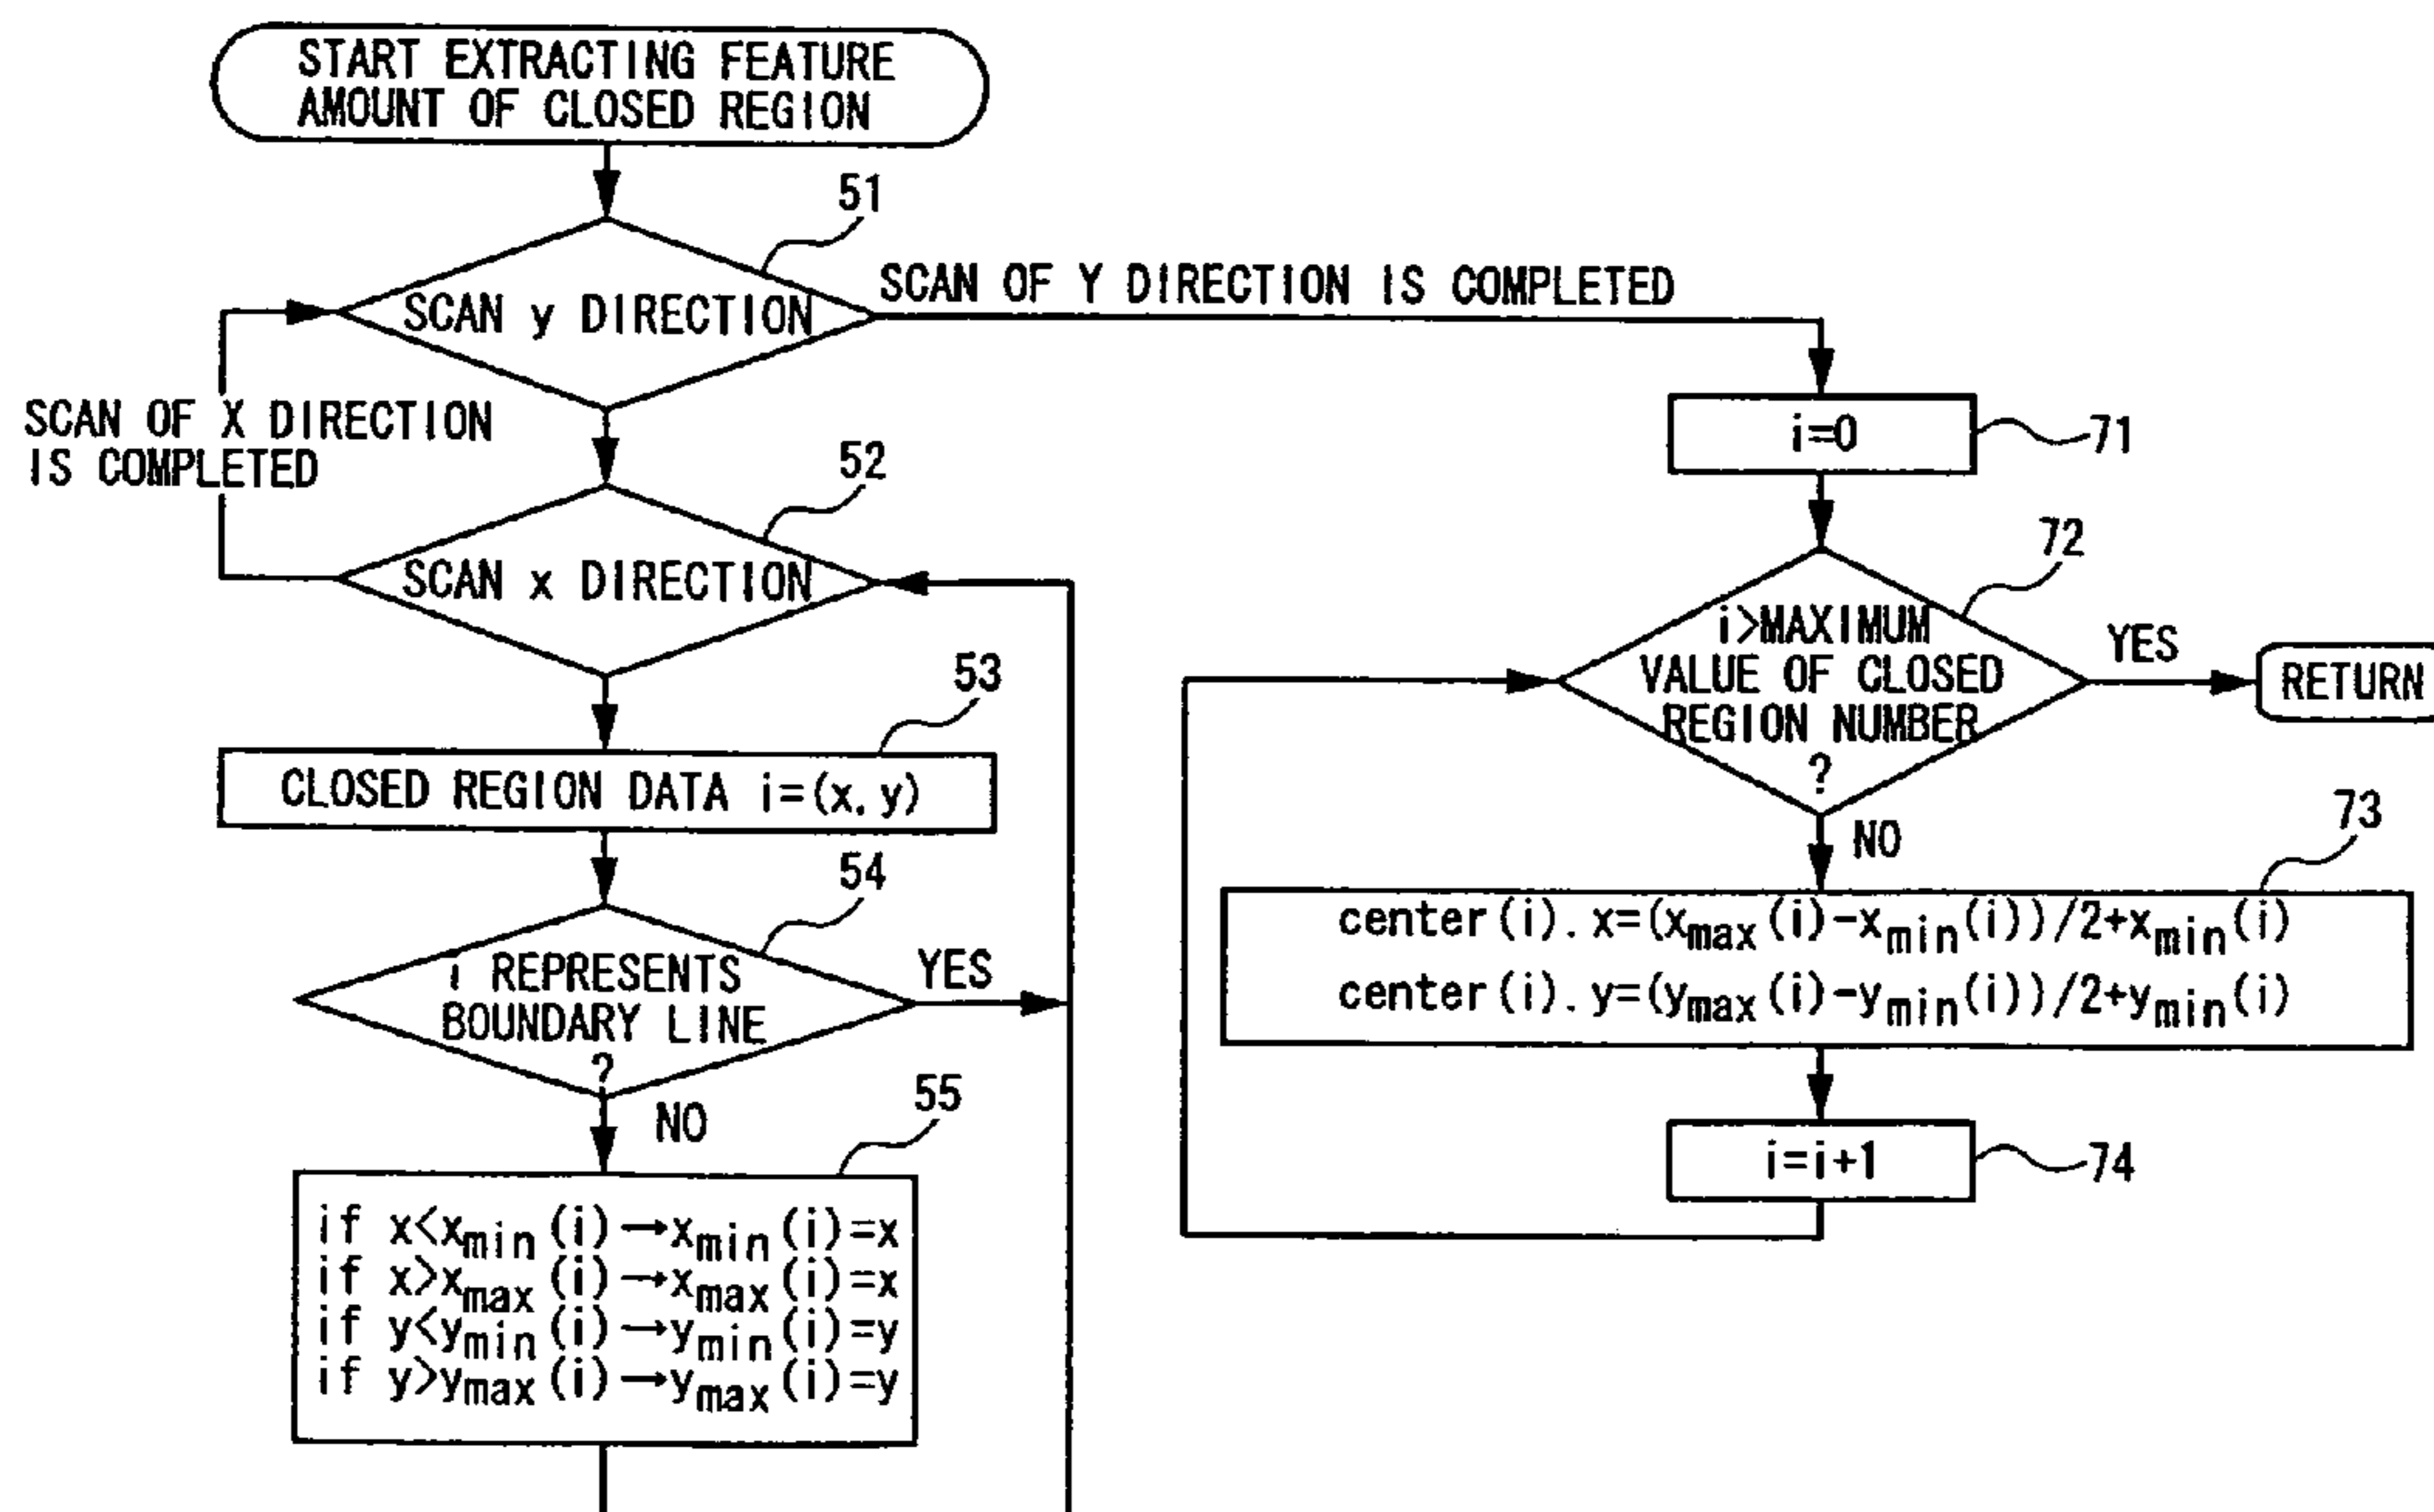 START EXTRACTING FEATURE
AMOUNT OF CLOSED REGION
51
SCAN y DIRECTION
SCAN OF Y DIRECTION IS COMPLETED
SCAN OF X DIRECTION
IS COMPLETED
52
SCAN x DIRECTION
53
CLOSED REGION DATA i=(x, y)
54
i REPRESENTS
BOUNDARY LINE
?
YES
NO
55
if x<xmin(i)→xmin(i)=x
if x>xmax(i)→xmax(i)=x
if y<ymin(i)→ymin(i)=y
if y>ymax(i)→ymax(i)=y
i=0
71
72
i>MAXIMUM
VALUE OF CLOSED
REGION NUMBER
?
YES
RETURN
NO
73
center(i).x=(xmax(i)-xmin(i))/2+xmin(i)
center(i).y=(ymax(i)-ymin(i))/2+ymin(i)
i=i+1
74